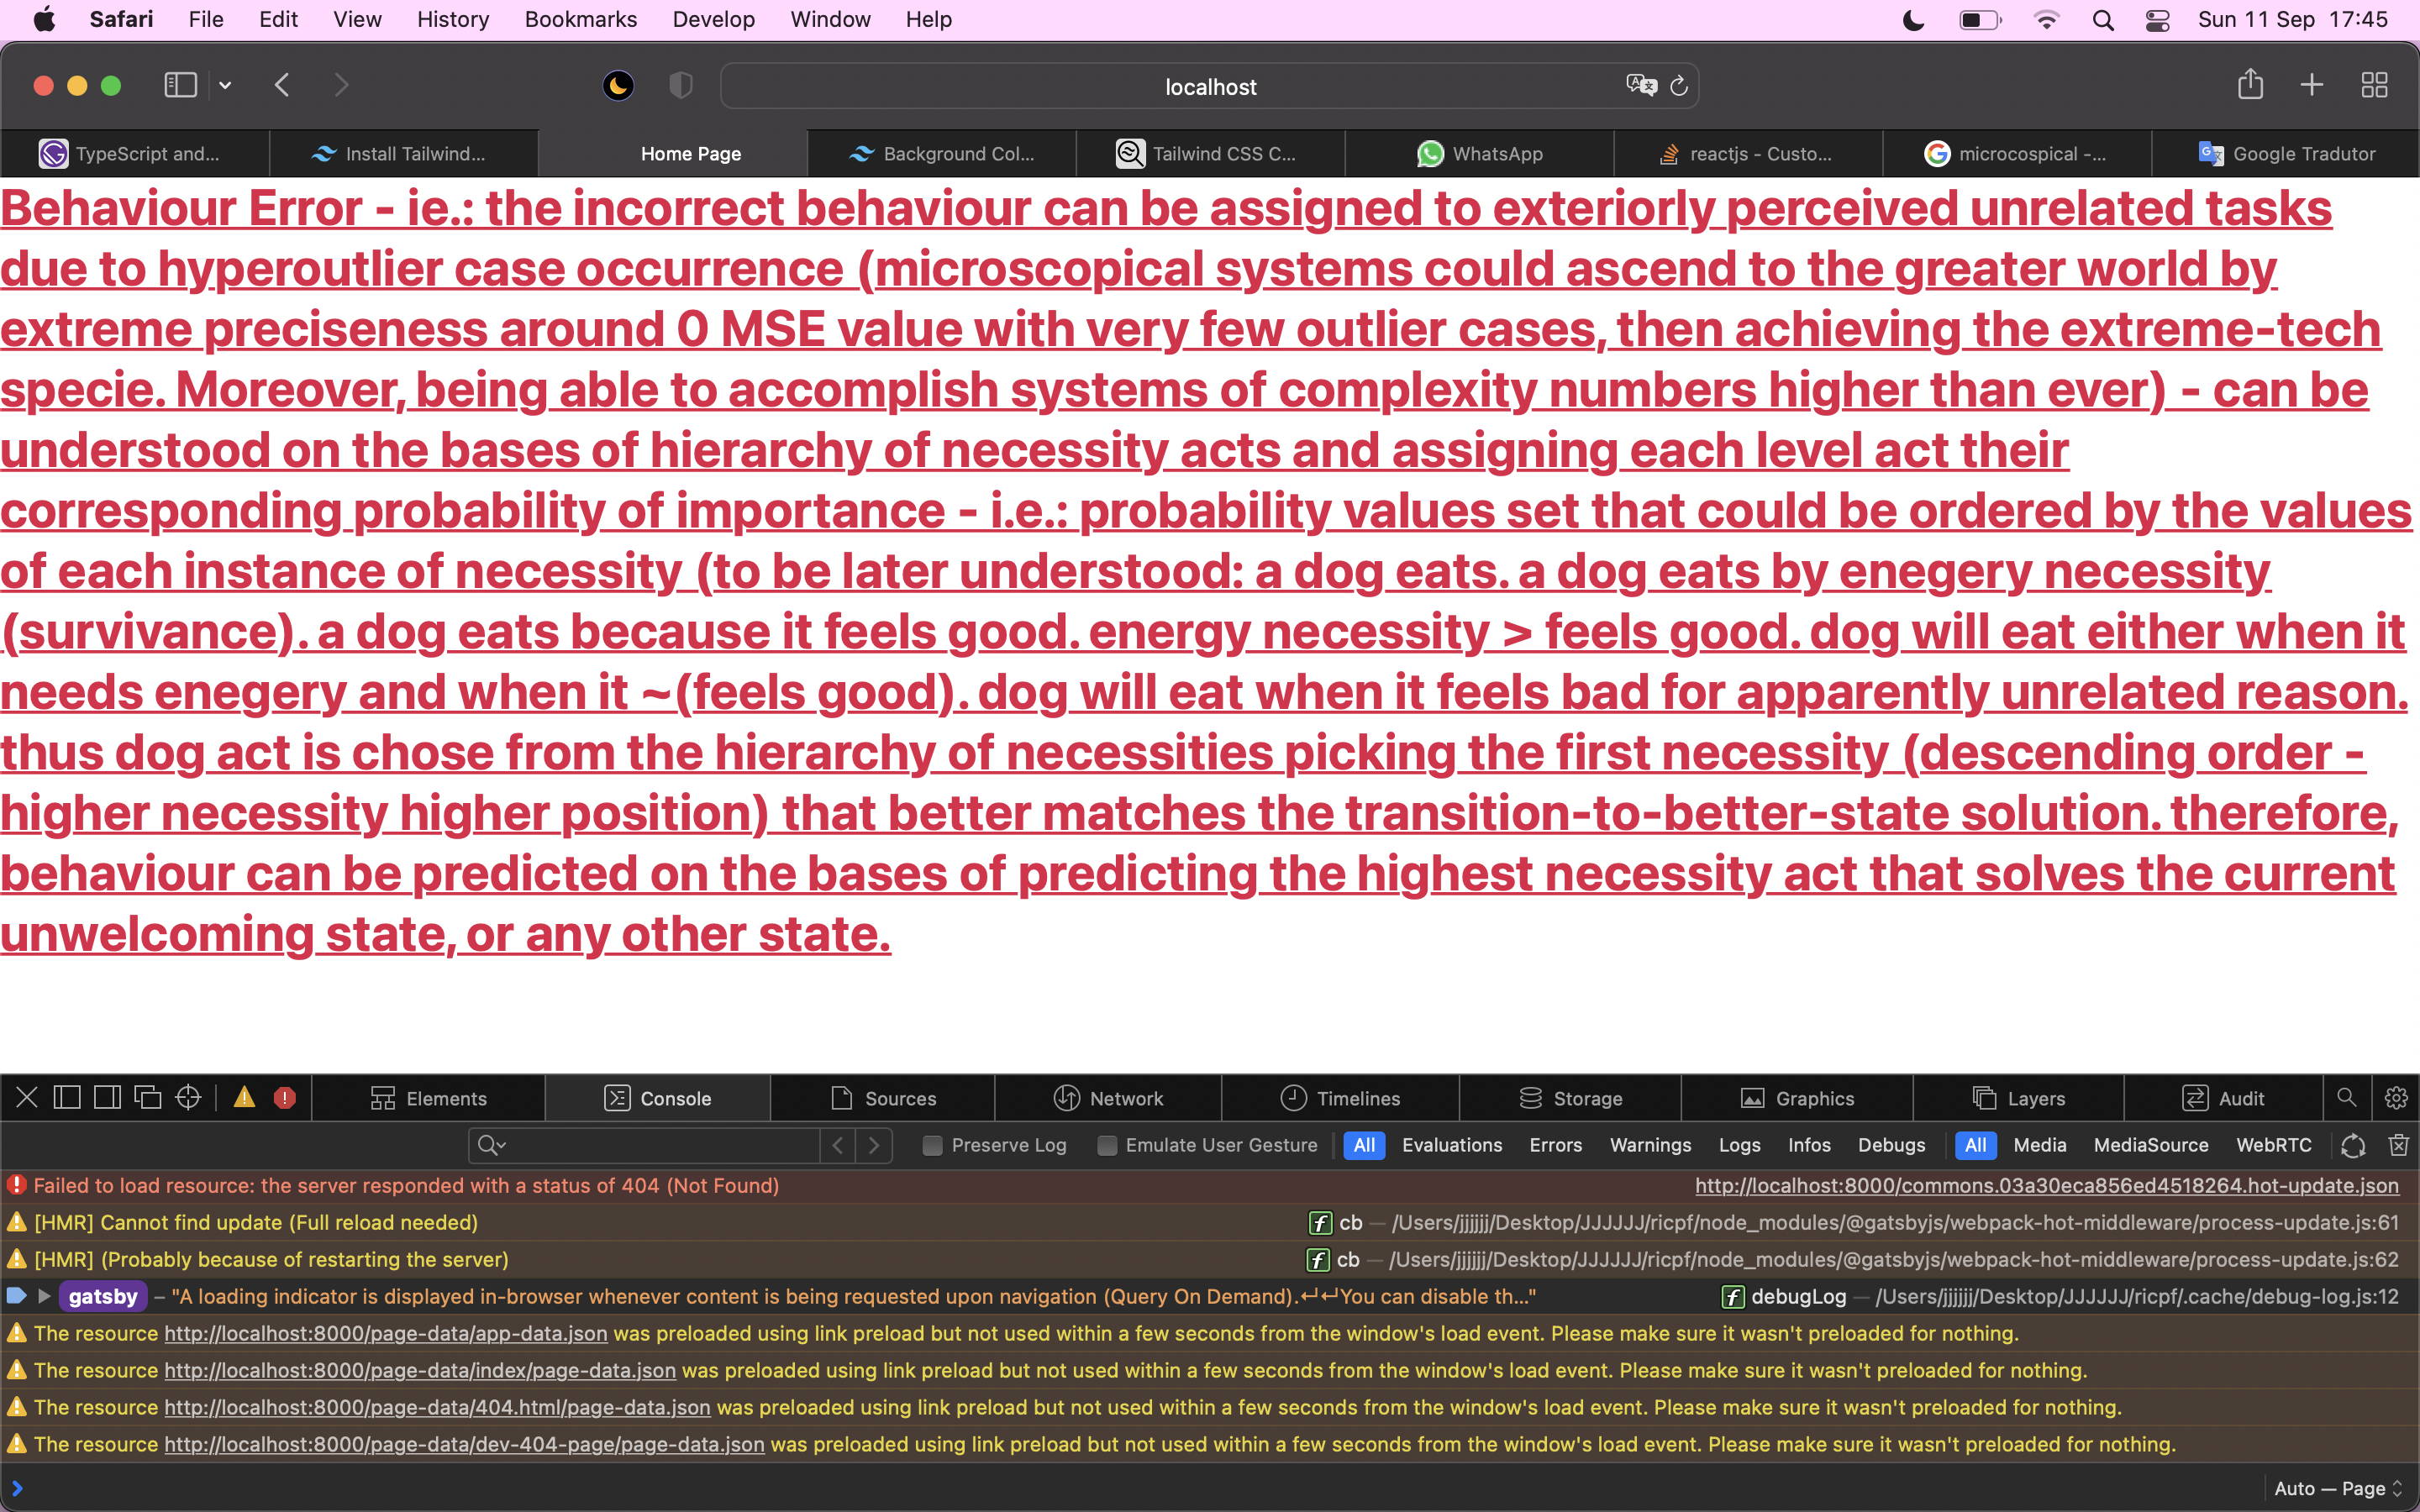 Safari File Edit View History Bookmarks Develop Window Help Sun 11 Sep 17:45
localhost
TypeScript and... Install Tailwind... Home Page Background Col... Tailwind CSS C... WhatsApp reactjs - Custo... microcospical -... Google Tradutor
Behaviour Error - ie.: the incorrect behaviour can be assigned to exteriorly perceived unrelated tasks
due to hyperoutlier case occurrence (microscopical systems could ascend to the greater world by
extreme preciseness around 0 MSE value with very few outlier cases, then achieving the extreme-tech
specie. Moreover, being able to accomplish systems of complexity numbers higher than ever) - can be
understood on the bases of hierarchy of necessity acts and assigning each level act their
corresponding probability of importance - i.e.: probability values set that could be ordered by the values
of each instance of necessity (to be later understood: a dog eats. a dog eats by enegery necessity
(survivance). a dog eats because it feels good. energy necessity > feels good. dog will eat either when it
needs enegery and when it ~(feels good). dog will eat when it feels bad for apparently unrelated reason.
thus dog act is chose from the hierarchy of necessities picking the first necessity (descending order -
higher necessity higher position) that better matches the transition-to-better-state solution. therefore,
behaviour can be predicted on the bases of predicting the highest necessity act that solves the current
unwelcoming state, or any other state.
Elements Console Sources Network Timelines Storage Graphics Layers Audit
Preserve Log Emulate User Gesture All Evaluations Errors Warnings Logs Infos Debugs All Media MediaSource WebRTC
Failed to load resource: the server responded with a status of 404 (Not Found) http://localhost:8000/commons.03a30eca856ed4518264.hot-update.json
[HMR] Cannot find update (Full reload needed) f cb — /Users/jjjjjj/Desktop/JJJJJJ/ricpf/node_modules/@gatsbyjs/webpack-hot-middleware/process-update.js:61
[HMR] (Probably because of restarting the server) f cb — /Users/jjjjjj/Desktop/JJJJJJ/ricpf/node_modules/@gatsbyjs/webpack-hot-middleware/process-update.js:62
gatsby – "A loading indicator is displayed in-browser whenever content is being requested upon navigation (Query On Demand).↵↵You can disable th…" f debugLog — /Users/jjjjjj/Desktop/JJJJJJ/ricpf/.cache/debug-log.js:12
The resource http://localhost:8000/page-data/app-data.json was preloaded using link preload but not used within a few seconds from the window's load event. Please make sure it wasn't preloaded for nothing.
The resource http://localhost:8000/page-data/index/page-data.json was preloaded using link preload but not used within a few seconds from the window's load event. Please make sure it wasn't preloaded for nothing.
The resource http://localhost:8000/page-data/404.html/page-data.json was preloaded using link preload but not used within a few seconds from the window's load event. Please make sure it wasn't preloaded for nothing.
The resource http://localhost:8000/page-data/dev-404-page/page-data.json was preloaded using link preload but not used within a few seconds from the window's load event. Please make sure it wasn't preloaded for nothing.
Auto — Page